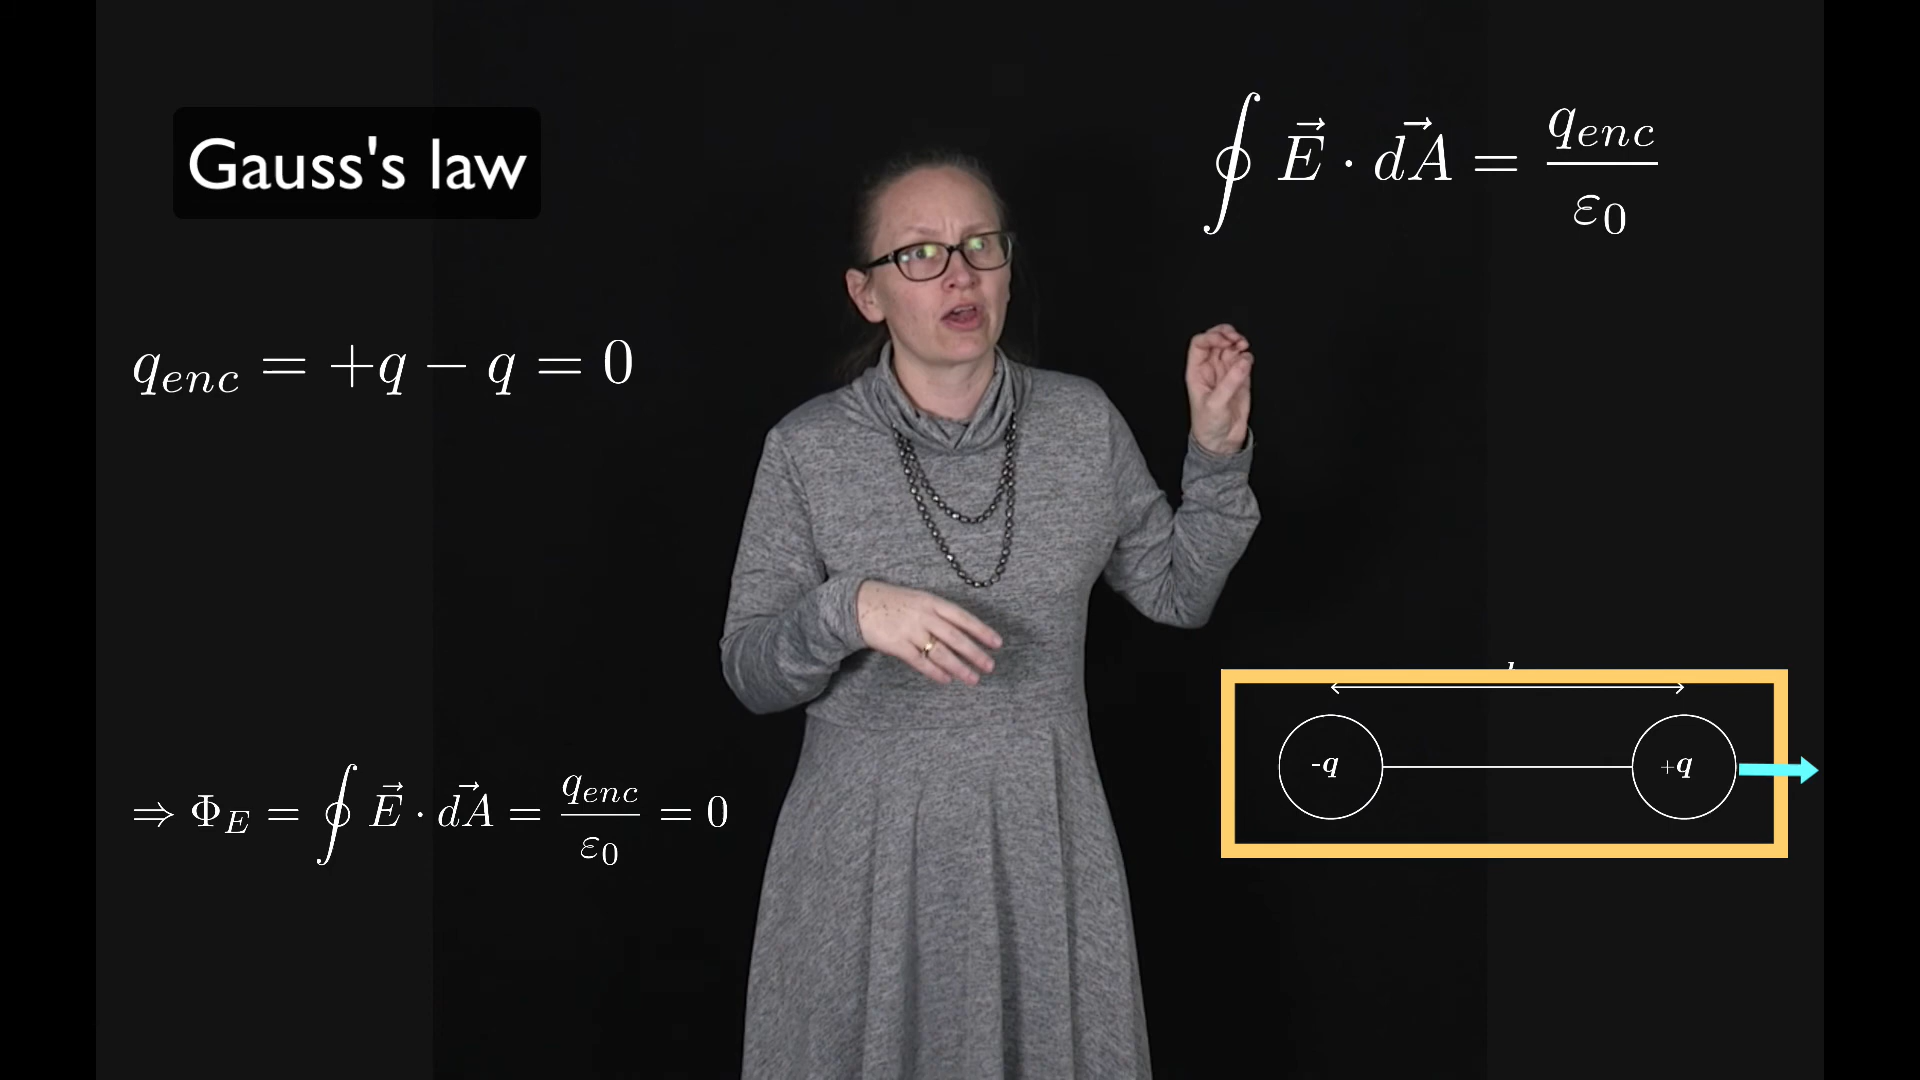 Gauss's law
∮ E⃗ · dA⃗ = q_enc / ε₀
q_enc = +q − q = 0
⇒ Φ_E = ∮ E⃗ · dA⃗ = q_enc / ε₀ = 0
-q +q